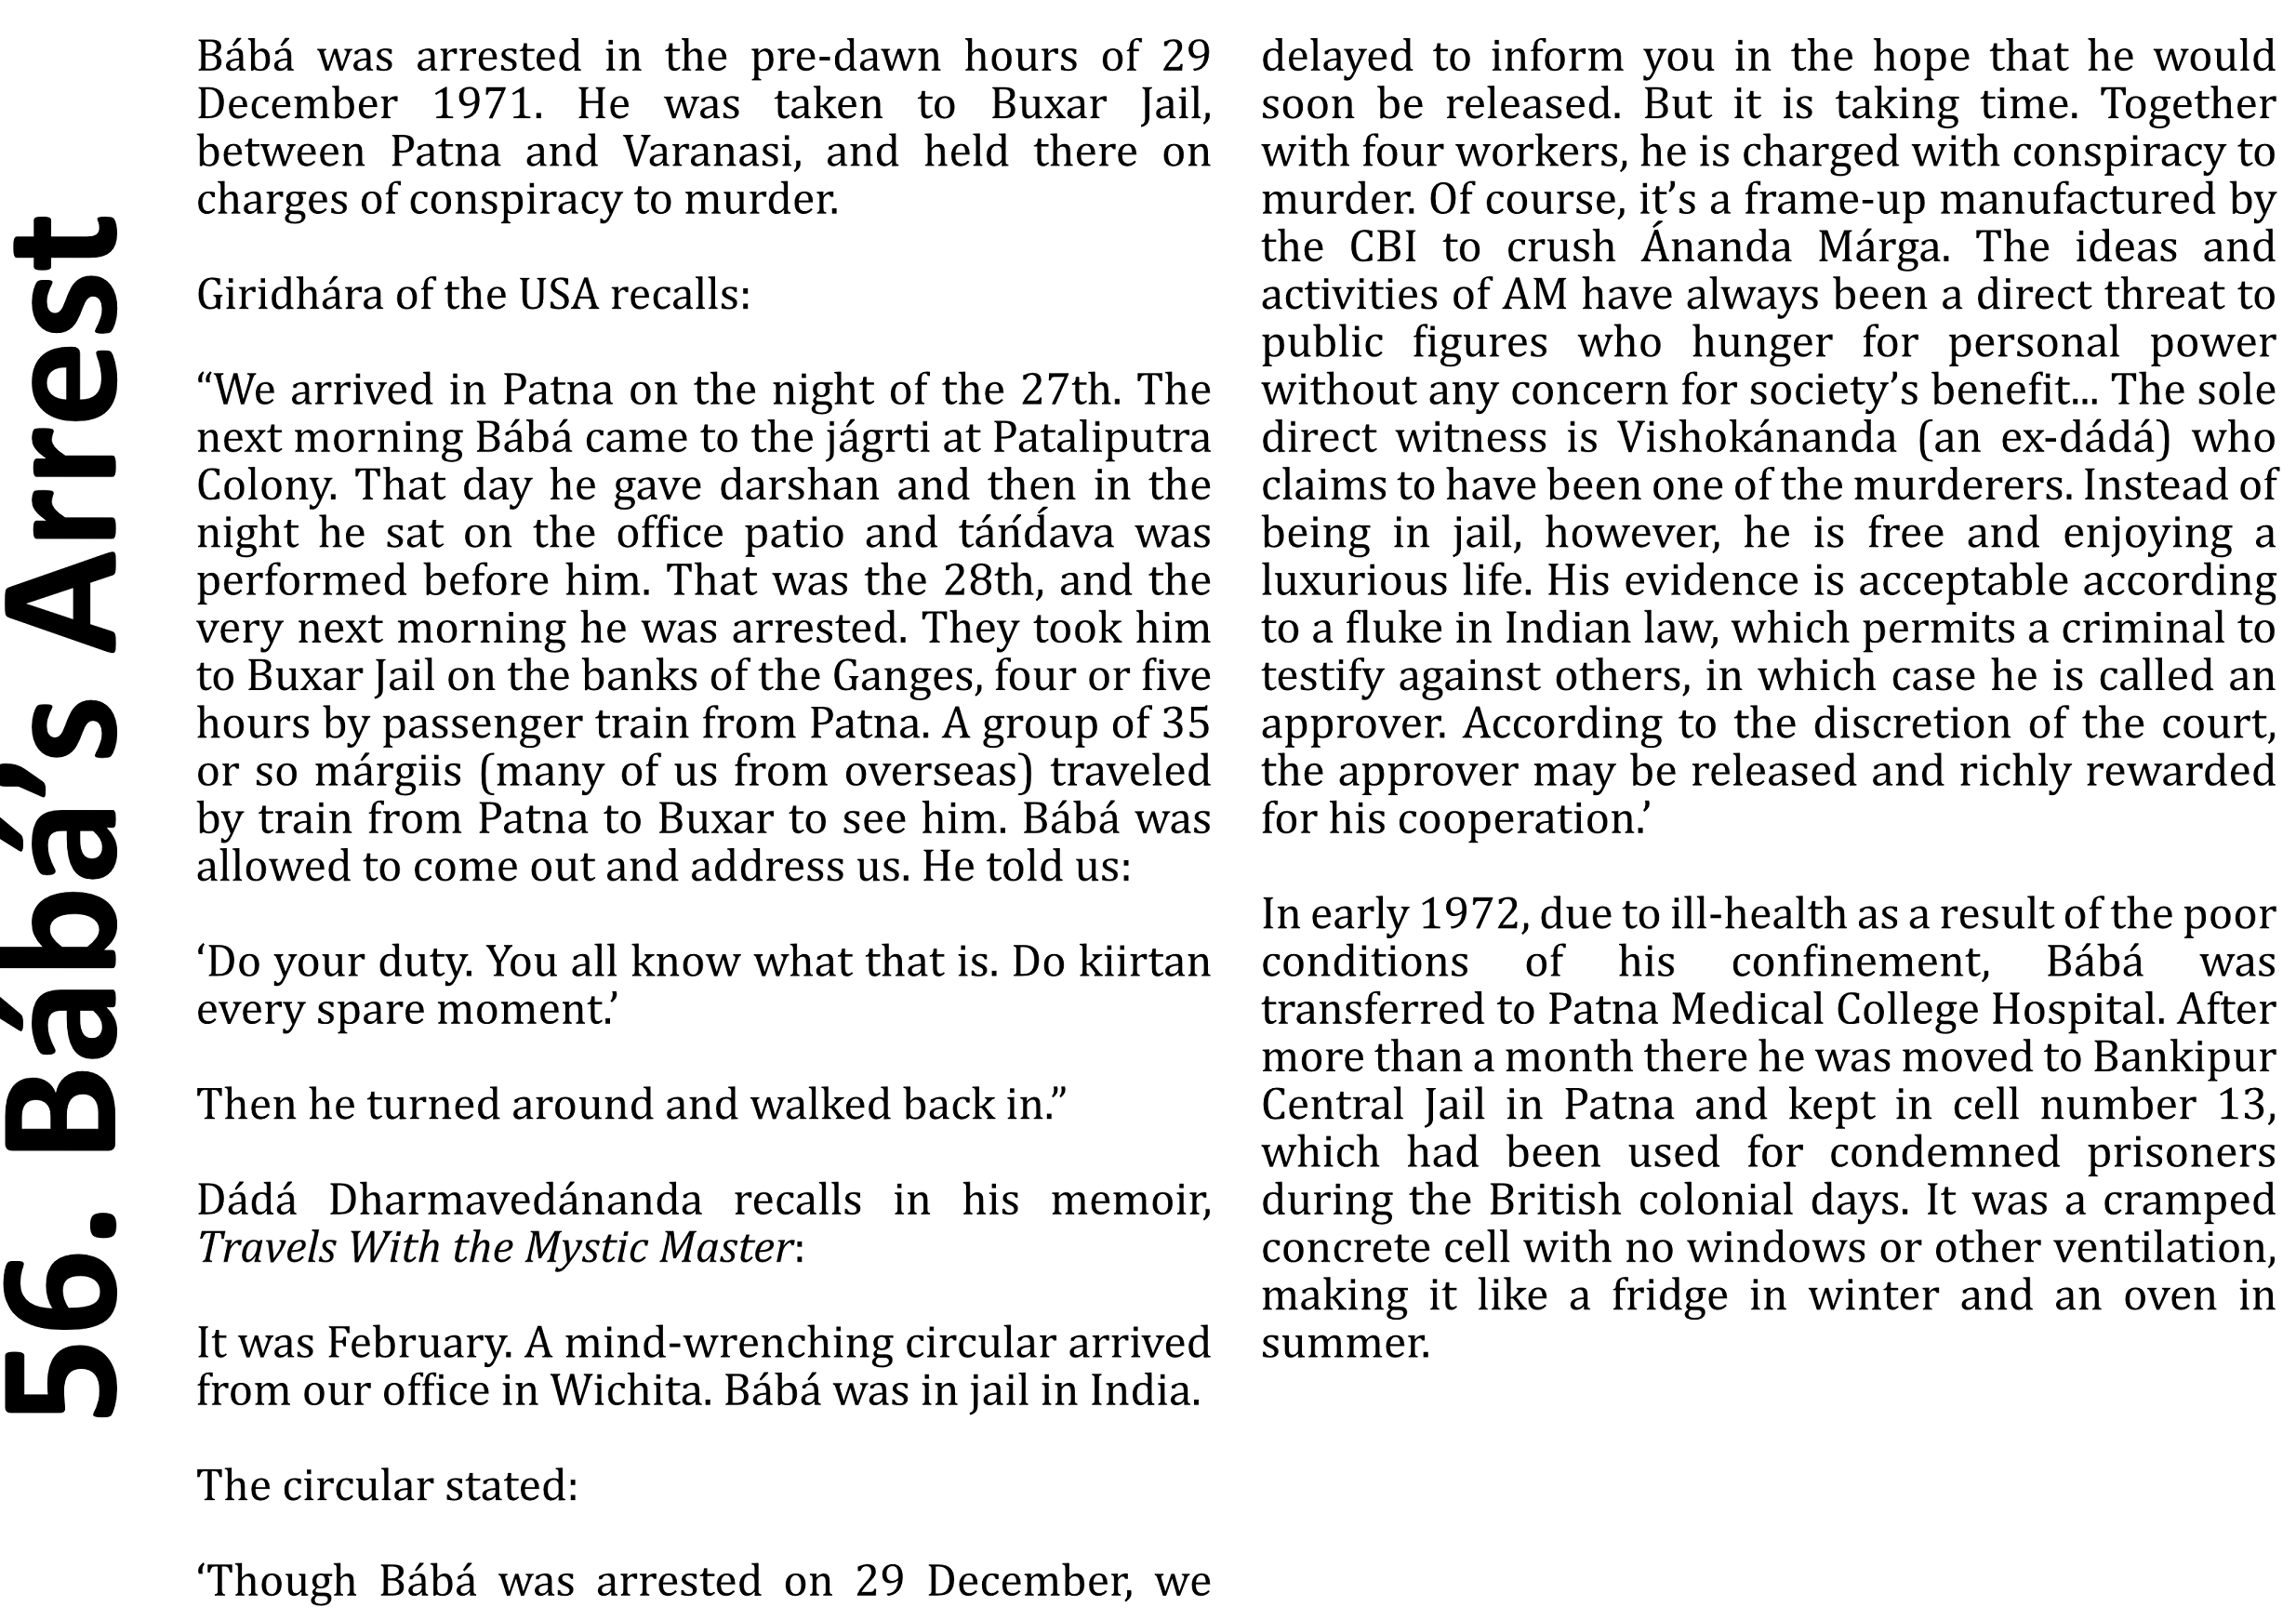 56. Bábá’s Arrest
Bábá was arrested in the pre-dawn hours of 29
December 1971. He was taken to Buxar Jail,
between Patna and Varanasi, and held there on
charges of conspiracy to murder.
Giridhára of the USA recalls:
“We arrived in Patna on the night of the 27th. The
next morning Bábá came to the jágrti at Pataliputra
Colony. That day he gave darshan and then in the
night he sat on the office patio and táńd́ava was
performed before him. That was the 28th, and the
very next morning he was arrested. They took him
to Buxar Jail on the banks of the Ganges, four or five
hours by passenger train from Patna. A group of 35
or so márgiis (many of us from overseas) traveled
by train from Patna to Buxar to see him. Bábá was
allowed to come out and address us. He told us:
‘Do your duty. You all know what that is. Do kiirtan
every spare moment.’
Then he turned around and walked back in.”
Dádá Dharmavedánanda recalls in his memoir,
Travels With the Mystic Master:
It was February. A mind-wrenching circular arrived
from our office in Wichita. Bábá was in jail in India.
The circular stated:
‘Though Bábá was arrested on 29 December, we
delayed to inform you in the hope that he would
soon be released. But it is taking time. Together
with four workers, he is charged with conspiracy to
murder. Of course, it’s a frame-up manufactured by
the CBI to crush Ánanda Márga. The ideas and
activities of AM have always been a direct threat to
public figures who hunger for personal power
without any concern for society’s benefit... The sole
direct witness is Vishokánanda (an ex-dádá) who
claims to have been one of the murderers. Instead of
being in jail, however, he is free and enjoying a
luxurious life. His evidence is acceptable according
to a fluke in Indian law, which permits a criminal to
testify against others, in which case he is called an
approver. According to the discretion of the court,
the approver may be released and richly rewarded
for his cooperation.’
In early 1972, due to ill-health as a result of the poor
conditions of his confinement, Bábá was
transferred to Patna Medical College Hospital. After
more than a month there he was moved to Bankipur
Central Jail in Patna and kept in cell number 13,
which had been used for condemned prisoners
during the British colonial days. It was a cramped
concrete cell with no windows or other ventilation,
making it like a fridge in winter and an oven in
summer.